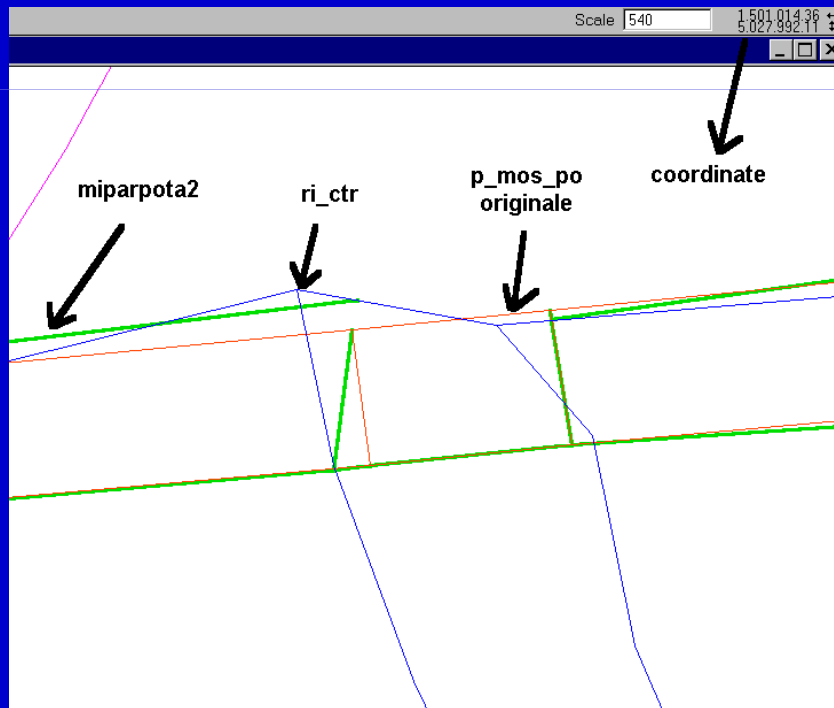 Scale 540 1.501.014.36
5.027.992.11
miparpota2
ri_ctr
p_mos_po
originale
coordinate